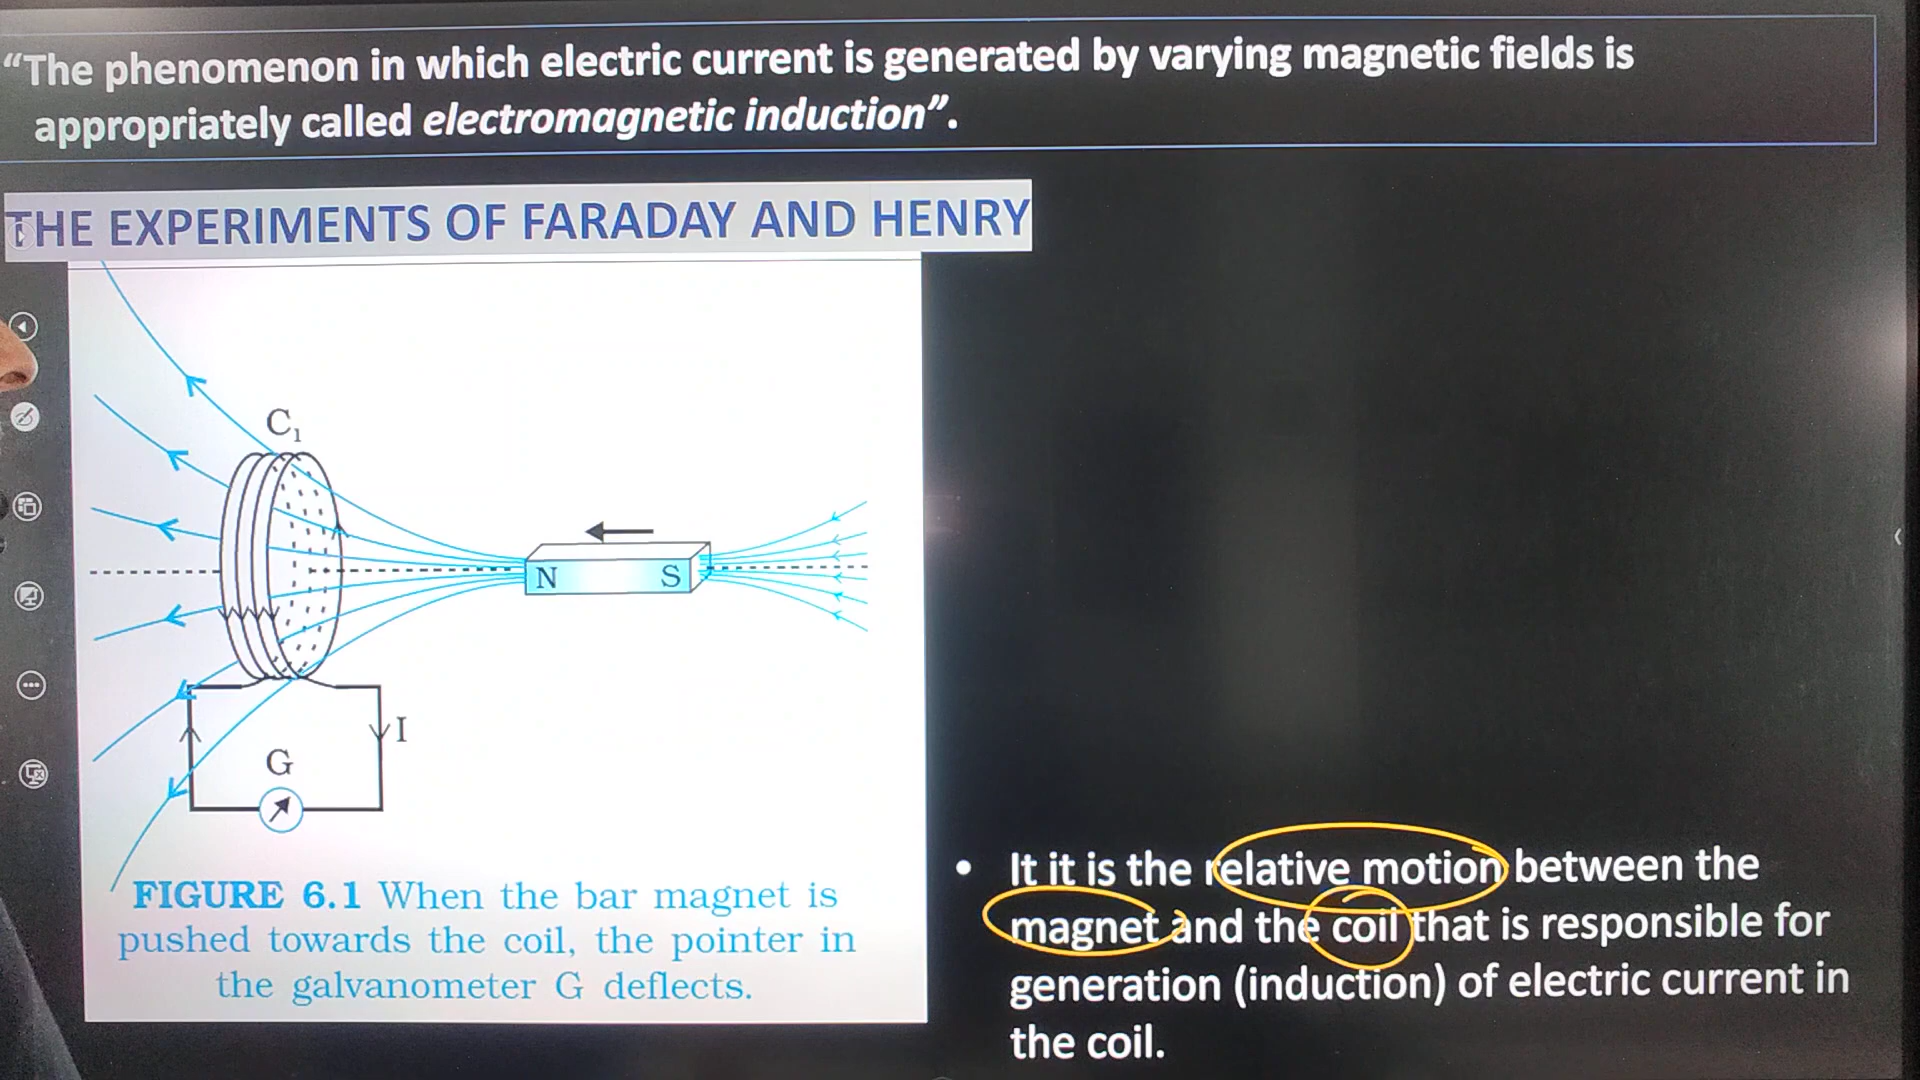 “The phenomenon in which electric current is generated by varying magnetic fields is
appropriately called electromagnetic induction”.
THE EXPERIMENTS OF FARADAY AND HENRY
C1
N
S
I
G
FIGURE 6.1 When the bar magnet is
pushed towards the coil, the pointer in
the galvanometer G deflects.
• It it is the relative motion between the
magnet and the coil that is responsible for
generation (induction) of electric current in
the coil.